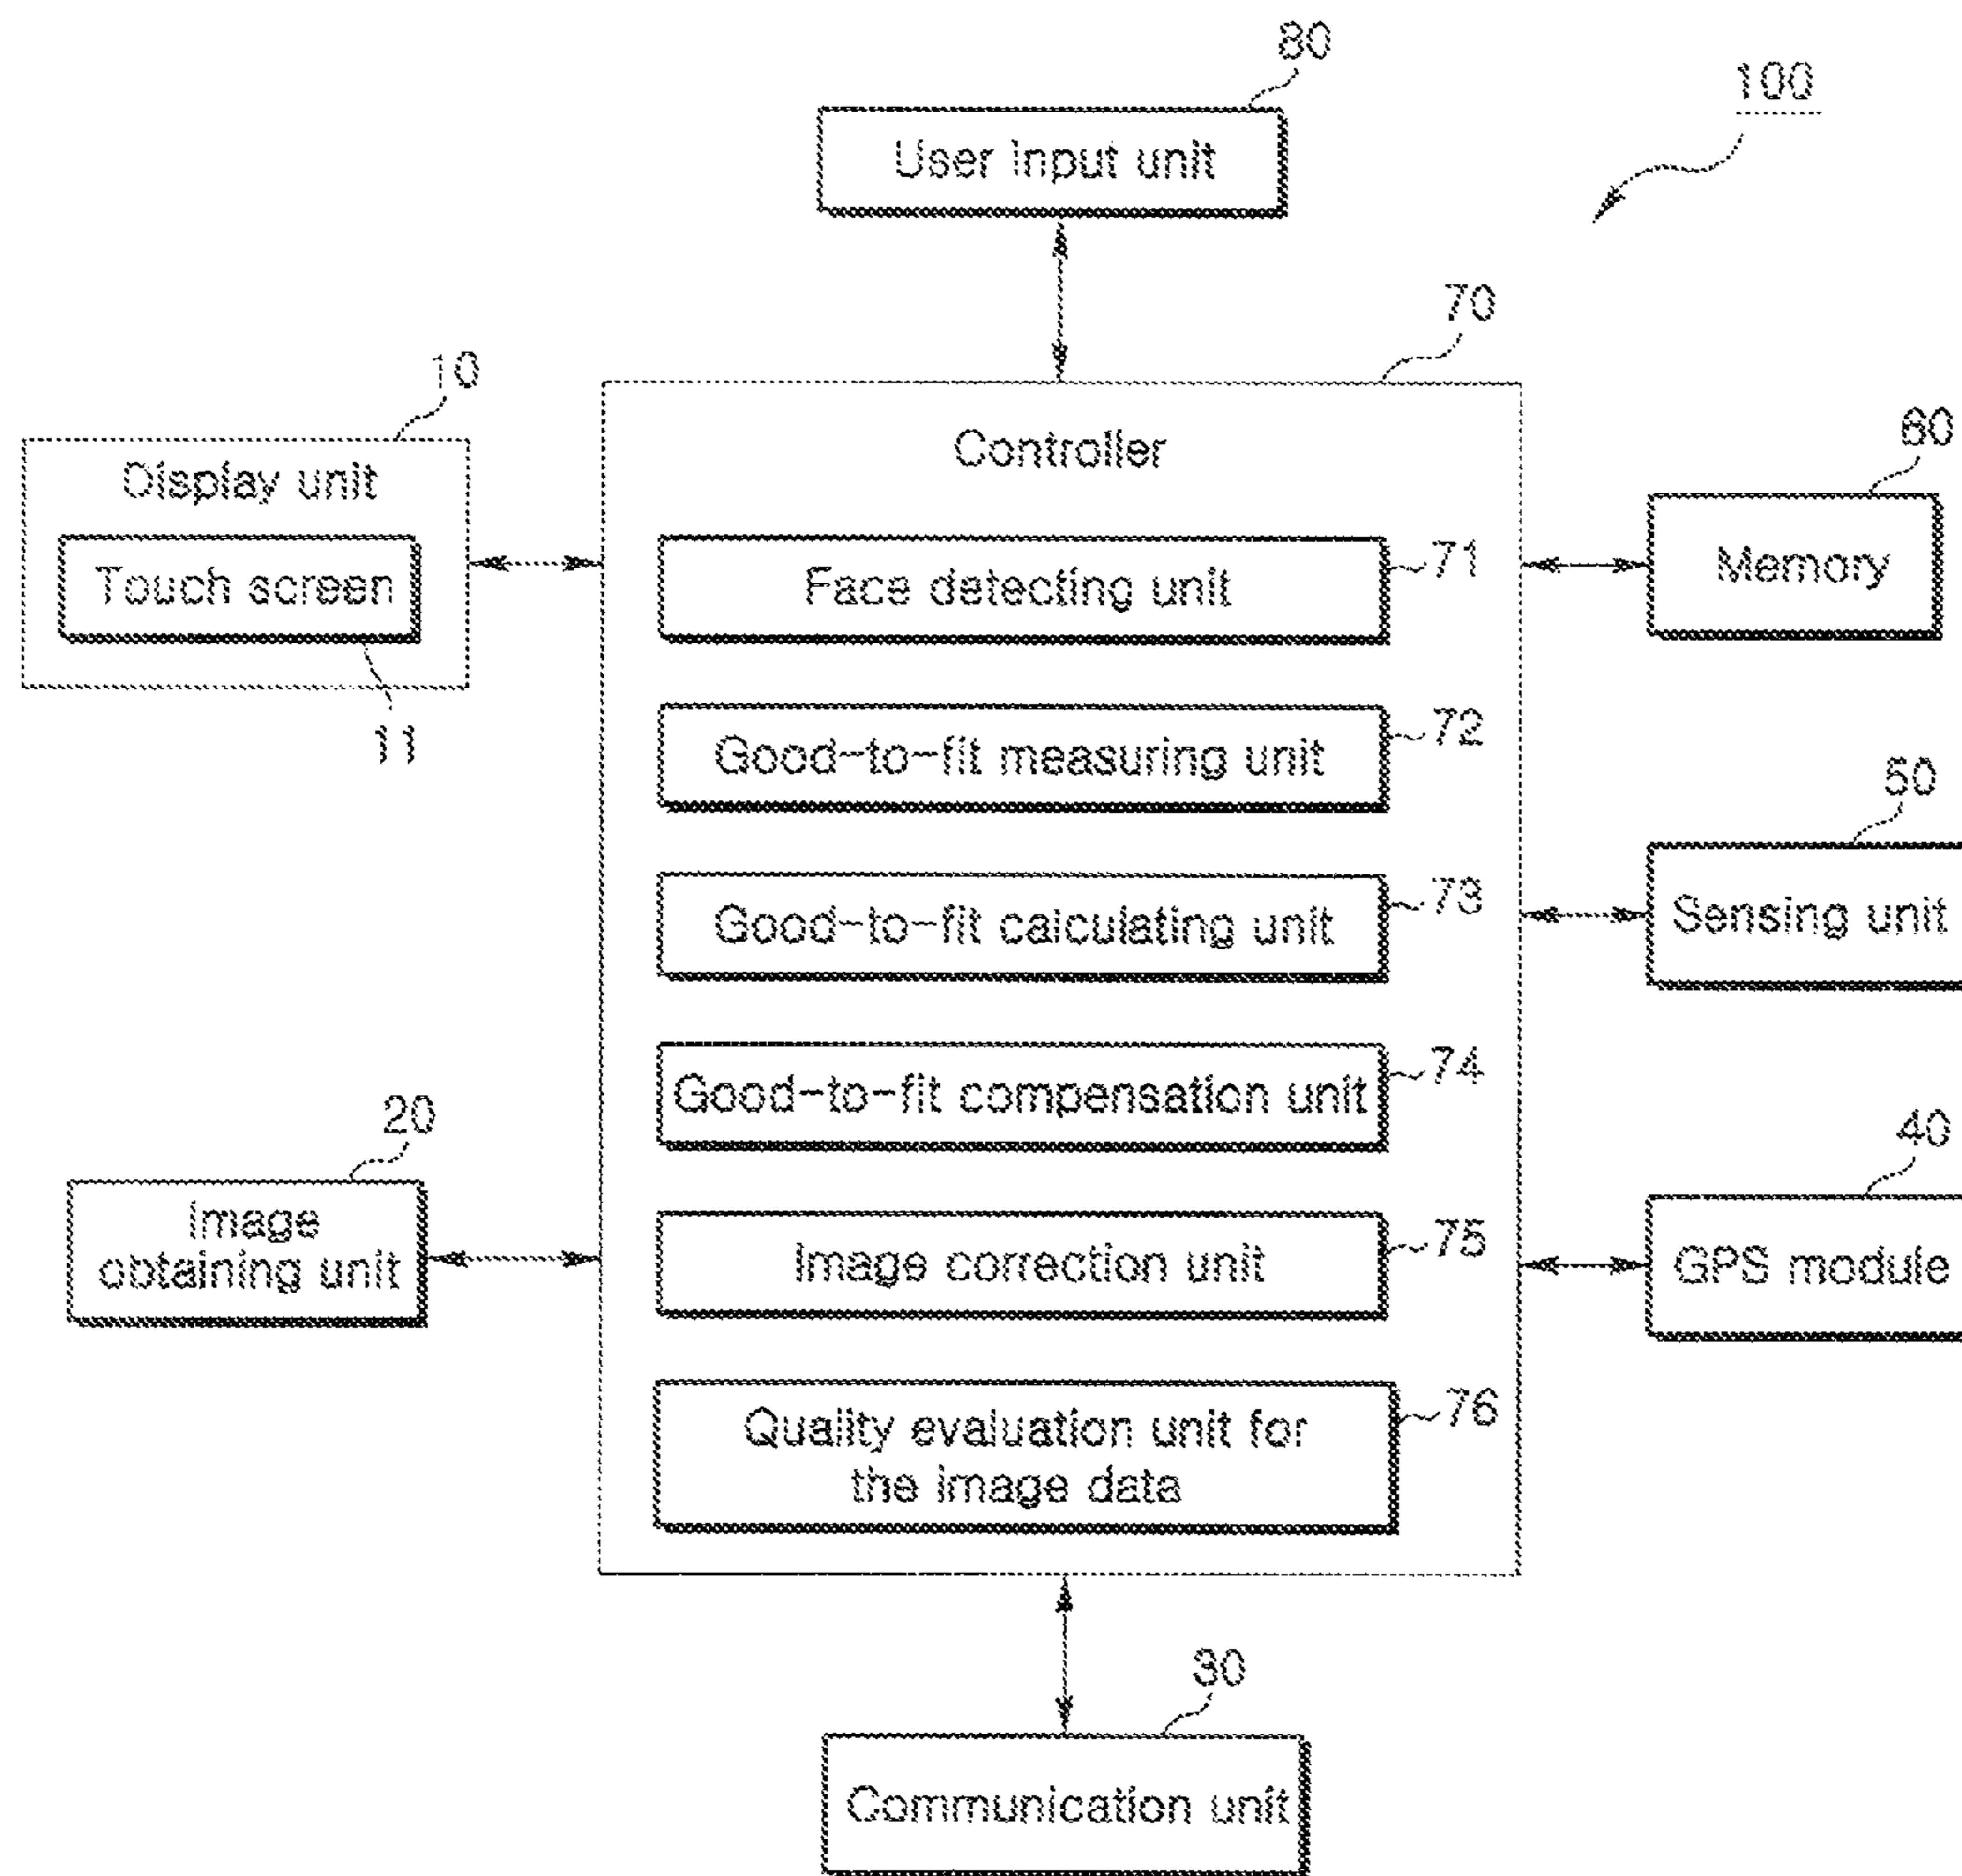 80
100
User input unit
70
10
Controller
60
Display unit
Touch screen
11
Face detecting unit
71
Memory
Good-to-fit measuring unit
72
50
Good-to-fit calculating unit
73
Sensing unit
Good-to-fit compensation unit
74
20
40
Image
obtaining unit
Image correction unit
75
GPS module
Quality evaluation unit for
the image data
76
30
Communication unit